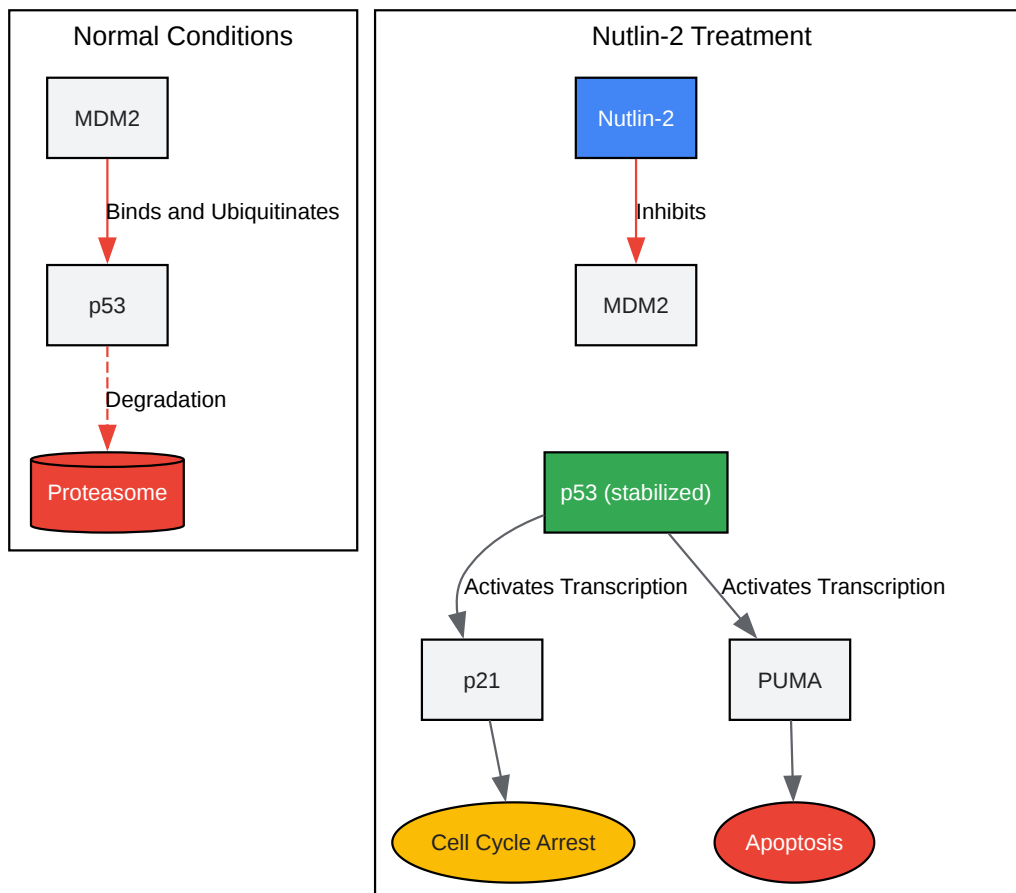 Normal Conditions
MDM2
Binds and Ubiquitinates
p53
Degradation
Proteasome
Nutlin-2 Treatment
Nutlin-2
Inhibits
MDM2
p53 (stabilized)
Activates Transcription
Activates Transcription
p21
PUMA
Cell Cycle Arrest
Apoptosis